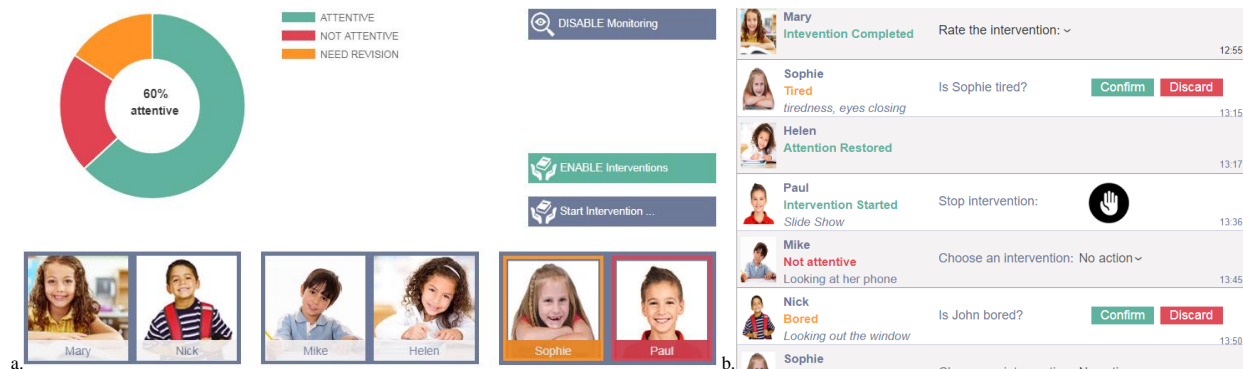 ATTENTIVE
NOT ATTENTIVE
NEED REVISION
60%
attentive
DISABLE Monitoring
ENABLE Interventions
Start Intervention ...
Mary
Nick
Mike
Helen
Sophie
Paul
a.
Mary
Intevention Completed
Rate the intervention:
12:55
Sophie
Tired
tiredness, eyes closing
Is Sophie tired?
Confirm
Discard
13:15
Helen
Attention Restored
13:17
Paul
Intervention Started
Slide Show
Stop intervention:
13:36
Mike
Not attentive
Looking at her phone
Choose an intervention: No action
13:45
Nick
Bored
Looking out the window
Is John bored?
Confirm
Discard
13:50
Sophie
b.